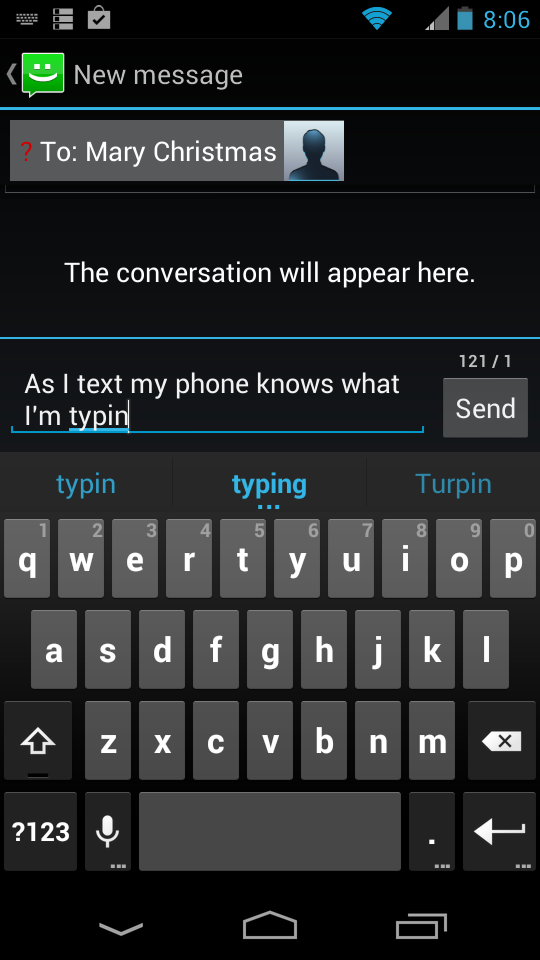 8:06
New message
? To: Mary Christmas
The conversation will appear here.
121 / 1
As I text my phone knows what
I'm typin
Send
typin typing Turpin
1 2 3 4 5 6 7 8 9 0
q w e r t y u i o p
a s d f g h j k l
z x c v b n m
?123 .